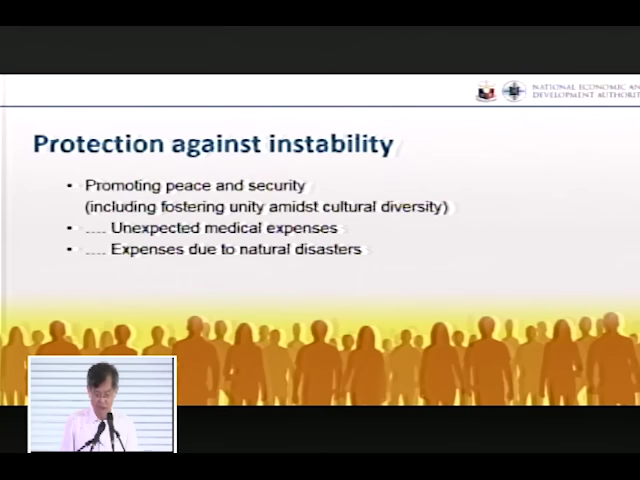 NATIONAL ECONOMIC AN
DEVELOPMENT AUTHORIT
Protection against instability
• Promoting peace and security
(including fostering unity amidst cultural diversity)
• .... Unexpected medical expenses
• .... Expenses due to natural disasters